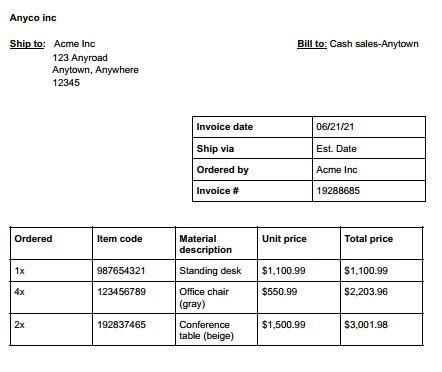 Anyco inc
Ship to: Acme Inc
Bill to: Cash sales-Anytown
123 Anyroad
Anytown, Anywhere
12345
Invoice date 06/21/21
Ship via Est. Date
Ordered by Acme Inc
Invoice # 19288685
Ordered Item code Material description Unit price Total price
1x 987654321 Standing desk $1,100.99 $1,100.99
4x 123456789 Office chair (gray) $550.99 $2,203.96
2x 192837465 Conference table (beige) $1,500.99 $3,001.98